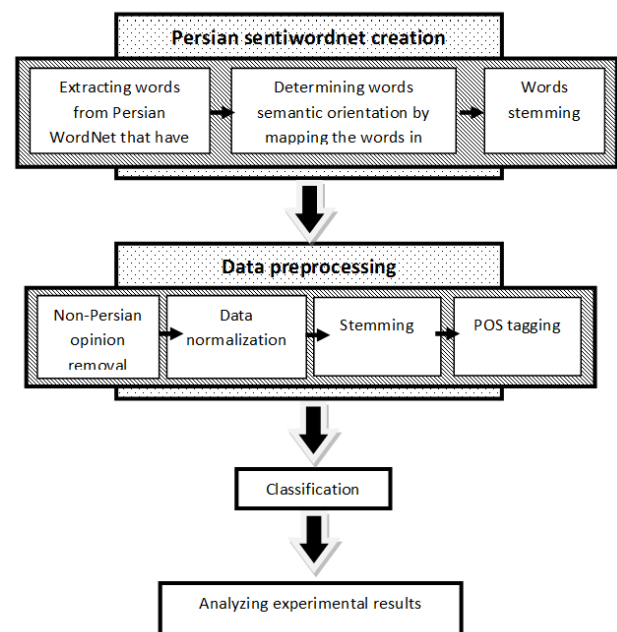 Persian sentiwordnet creation
Extracting words
from Persian
WordNet that have
Determining words
semantic orientation by
mapping the words in
Words
stemming
Data preprocessing
Non-Persian
opinion
removal
Data
normalization
Stemming
POS tagging
Classification
Analyzing experimental results